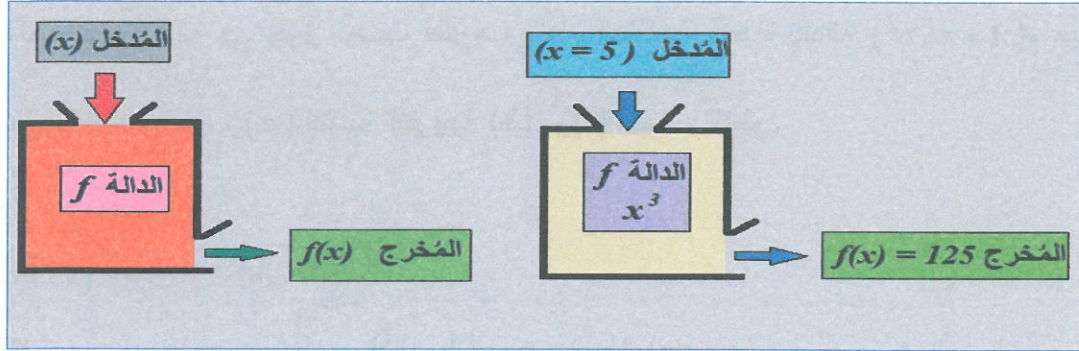 المُدخل (x)
الدالة f
المُخرج f(x)
المُدخل (x = 5)
الدالة f
x³
المُخرج f(x) = 125